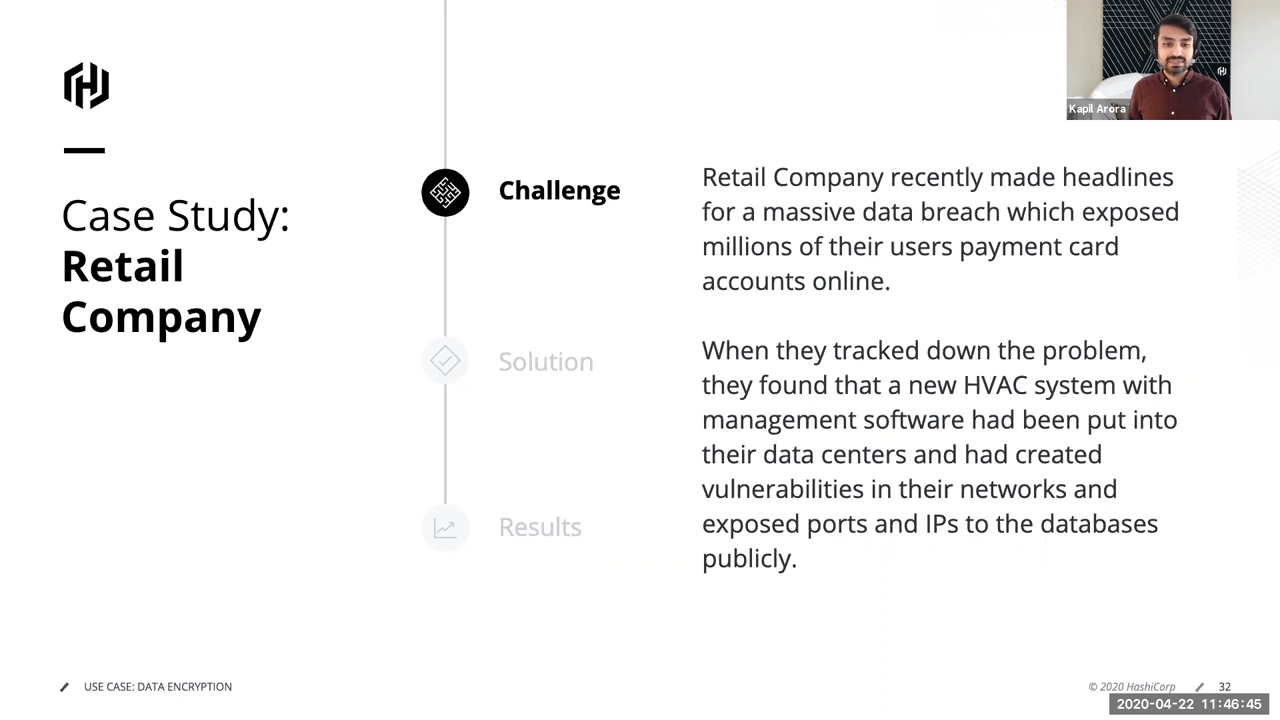 Kapil Arora
Case Study:
Retail
Company
Challenge
Solution
Results
Retail Company recently made headlines
for a massive data breach which exposed
millions of their users payment card
accounts online.
When they tracked down the problem,
they found that a new HVAC system with
management software had been put into
their data centers and had created
vulnerabilities in their networks and
exposed ports and IPs to the databases
publicly.
USE CASE: DATA ENCRYPTION
© 2020 HashiCorp
32
2020-04-22 11:46:45